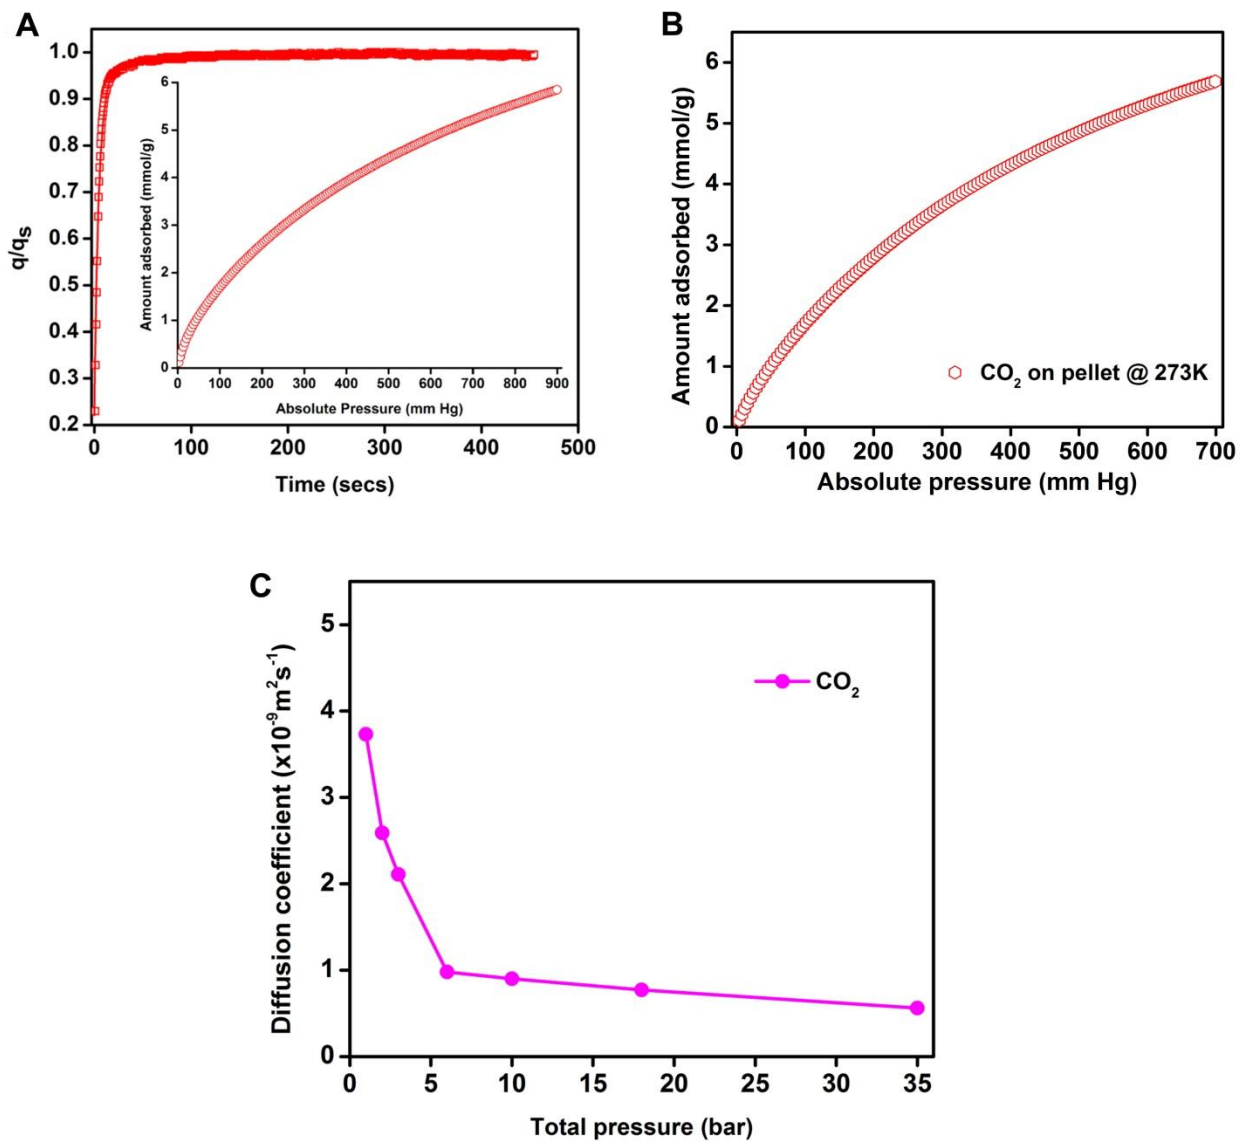 A
1.0
0.9
0.8
0.7
0.6
0.5
0.4
0.3
0.2
q/qs
0 100 200 300 400 500
Time (secs)
6
5
4
3
2
1
0
Amount adsorbed (mmol/g)
0 100 200 300 400 500 600 700 800 900
Absolute Pressure (mm Hg)
B
6
5
4
3
2
1
0
Amount adsorbed (mmol/g)
CO2 on pellet @ 273K
0 100 200 300 400 500 600 700
Absolute pressure (mm Hg)
C
5
4
3
2
1
0
Diffusion coefficient (x10-9m2s-1)
CO2
0 5 10 15 20 25 30 35
Total pressure (bar)